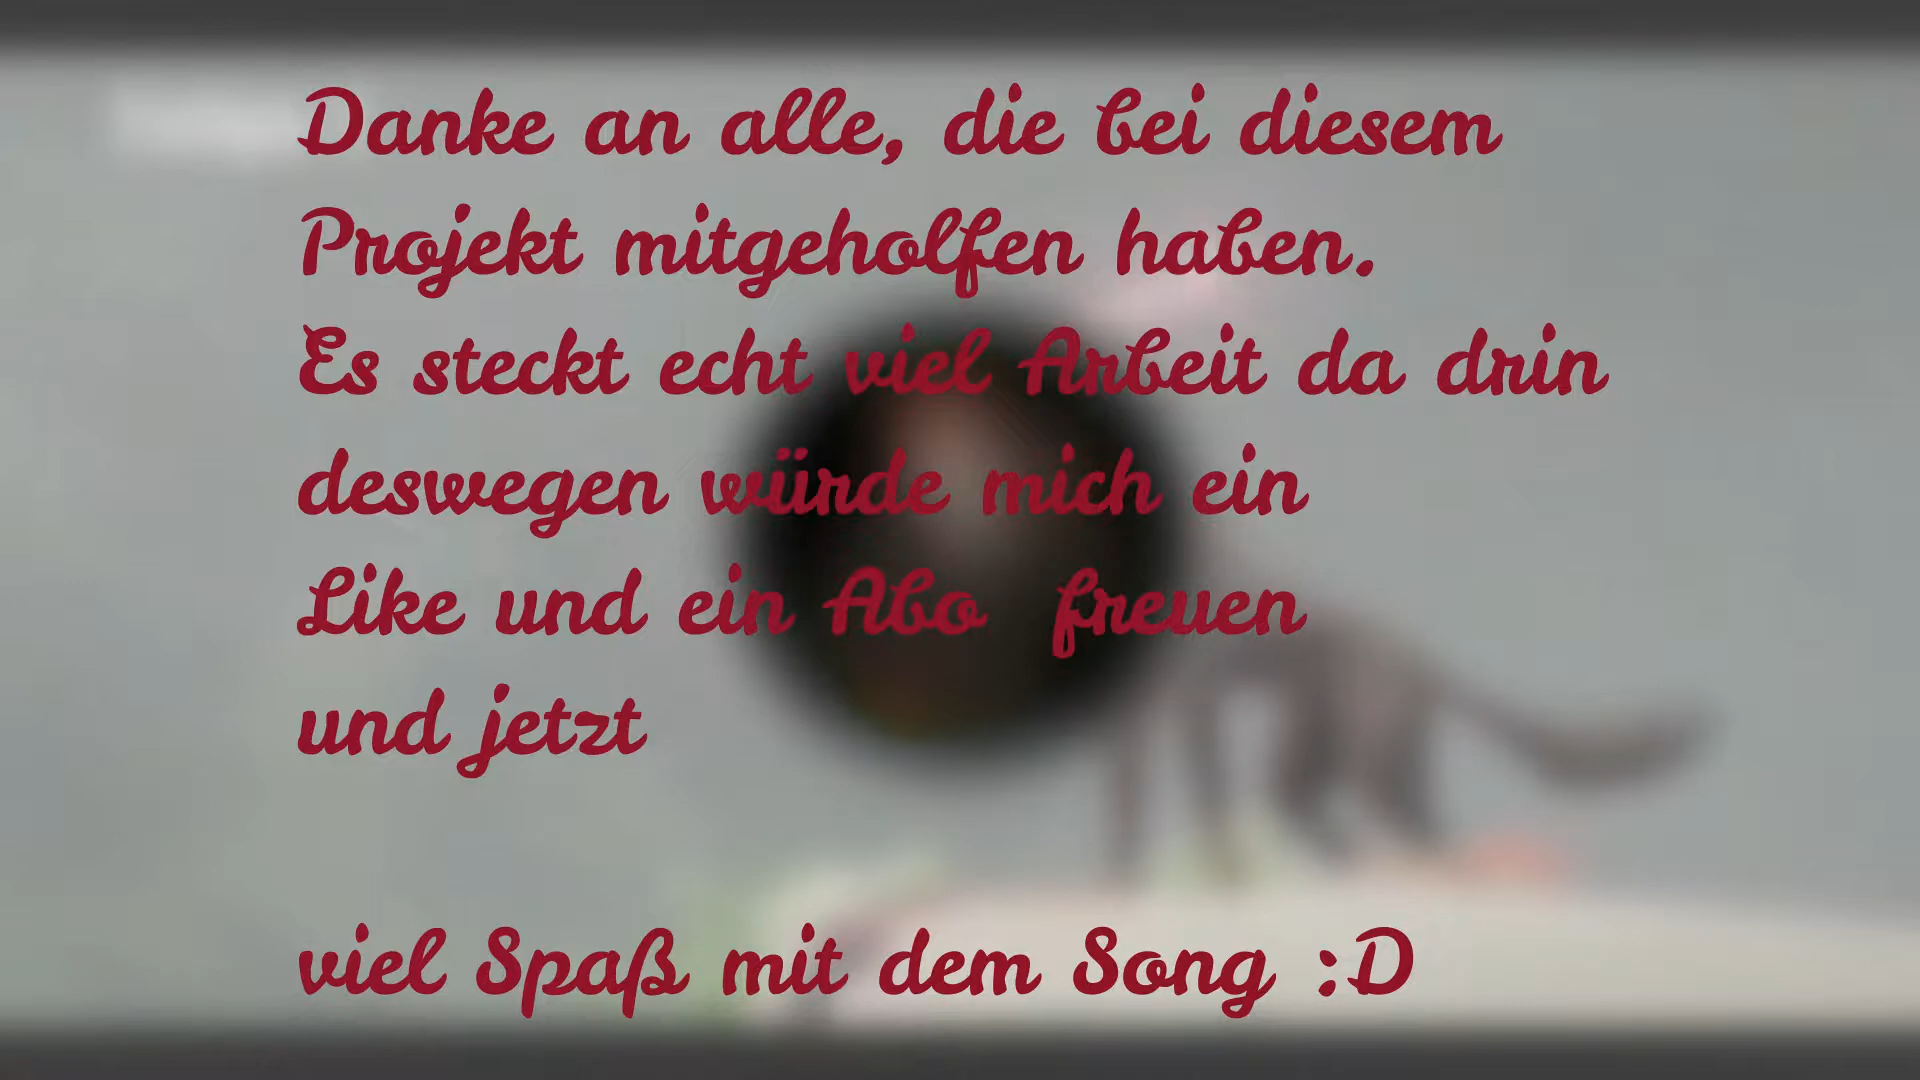 Danke an alle, die bei diesem
Projekt mitgeholfen haben.
Es steckt echt viel Arbeit da drin
deswegen würde mich ein
Like und ein Abo freuen
und jetzt
viel Spaß mit dem Song :D